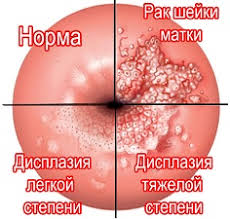 Норма
Рак шейки
матки
Дисплазия
легкой
степени
Дисплазия
тяжелой
степени